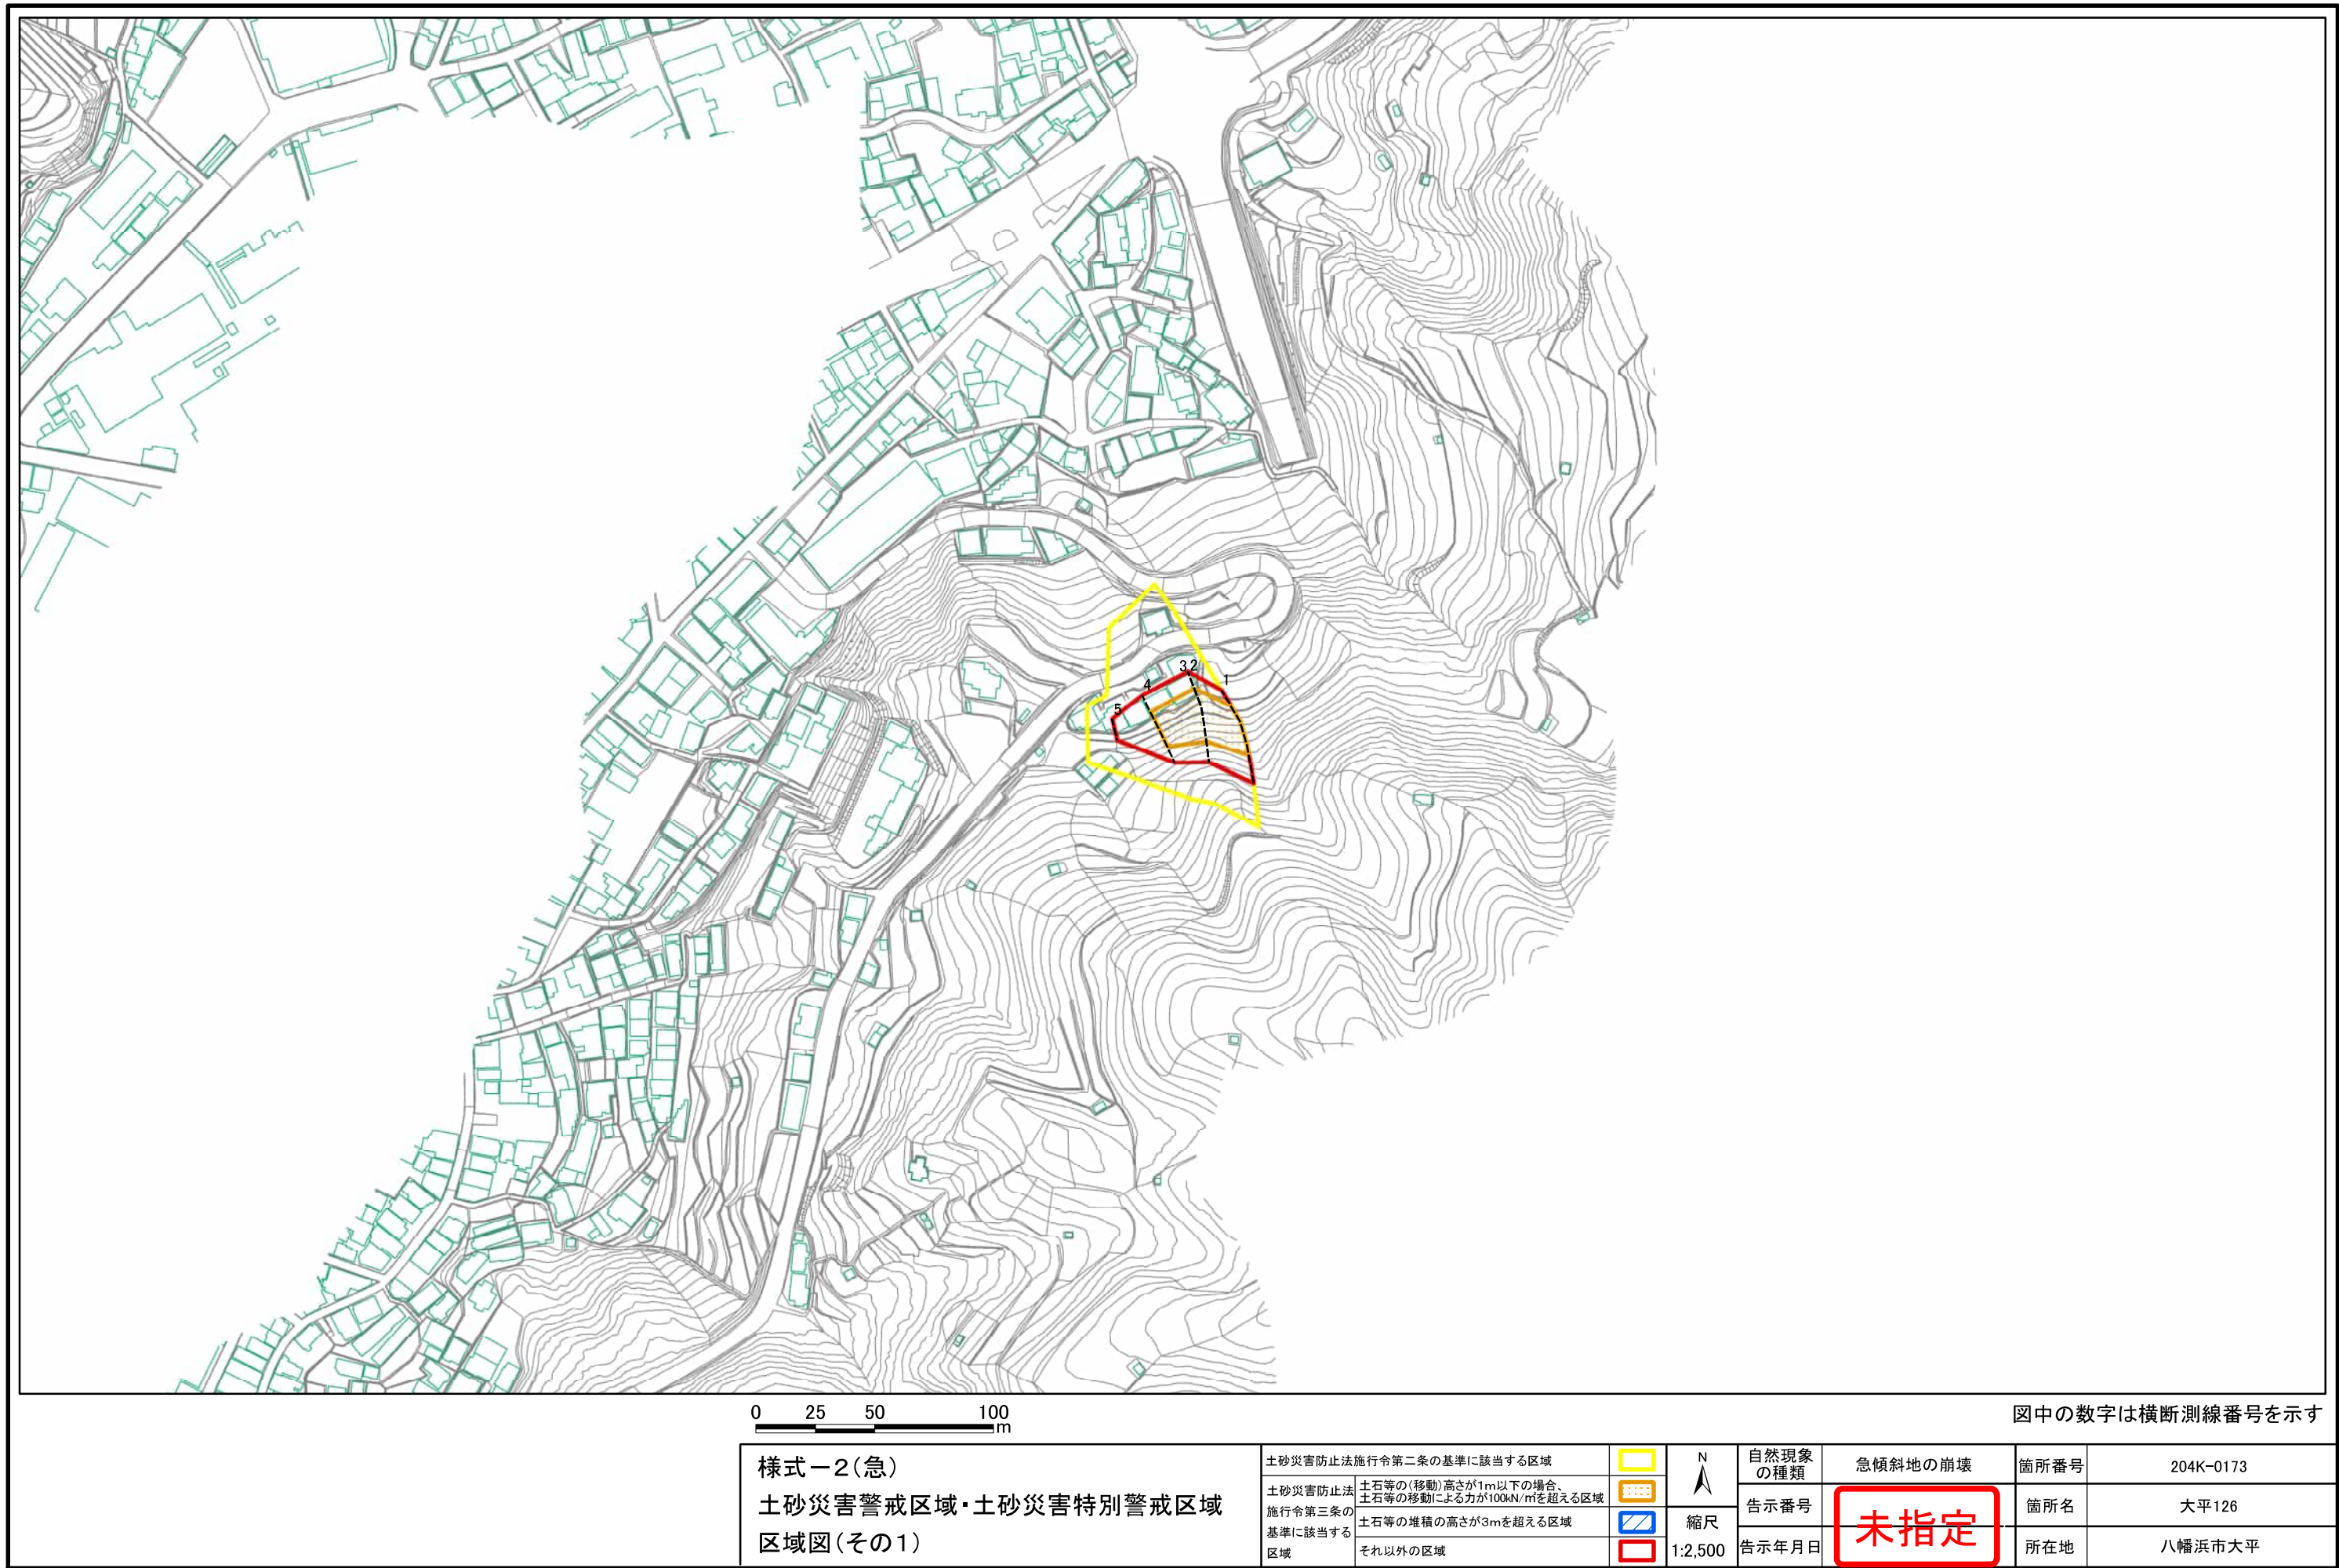 3 2
1
4
5
0 25 50 100
m
図中の数字は横断測線番号を示す
様式－2(急)
土砂災害警戒区域・土砂災害特別警戒区域
区域図(その1)
土砂災害防止法施行令第二条の基準に該当する区域
土砂災害防止法
施行令第三条の
基準に該当する
区域
土石等の(移動)高さが1m以下の場合、
土石等の移動による力が100kN/㎡を超える区域
土石等の堆積の高さが3mを超える区域
それ以外の区域
N
縮尺
1:2,500
自然現象
の種類
急傾斜地の崩壊
箇所番号
204K-0173
告示番号
未指定
箇所名
大平126
告示年月日
所在地
八幡浜市大平